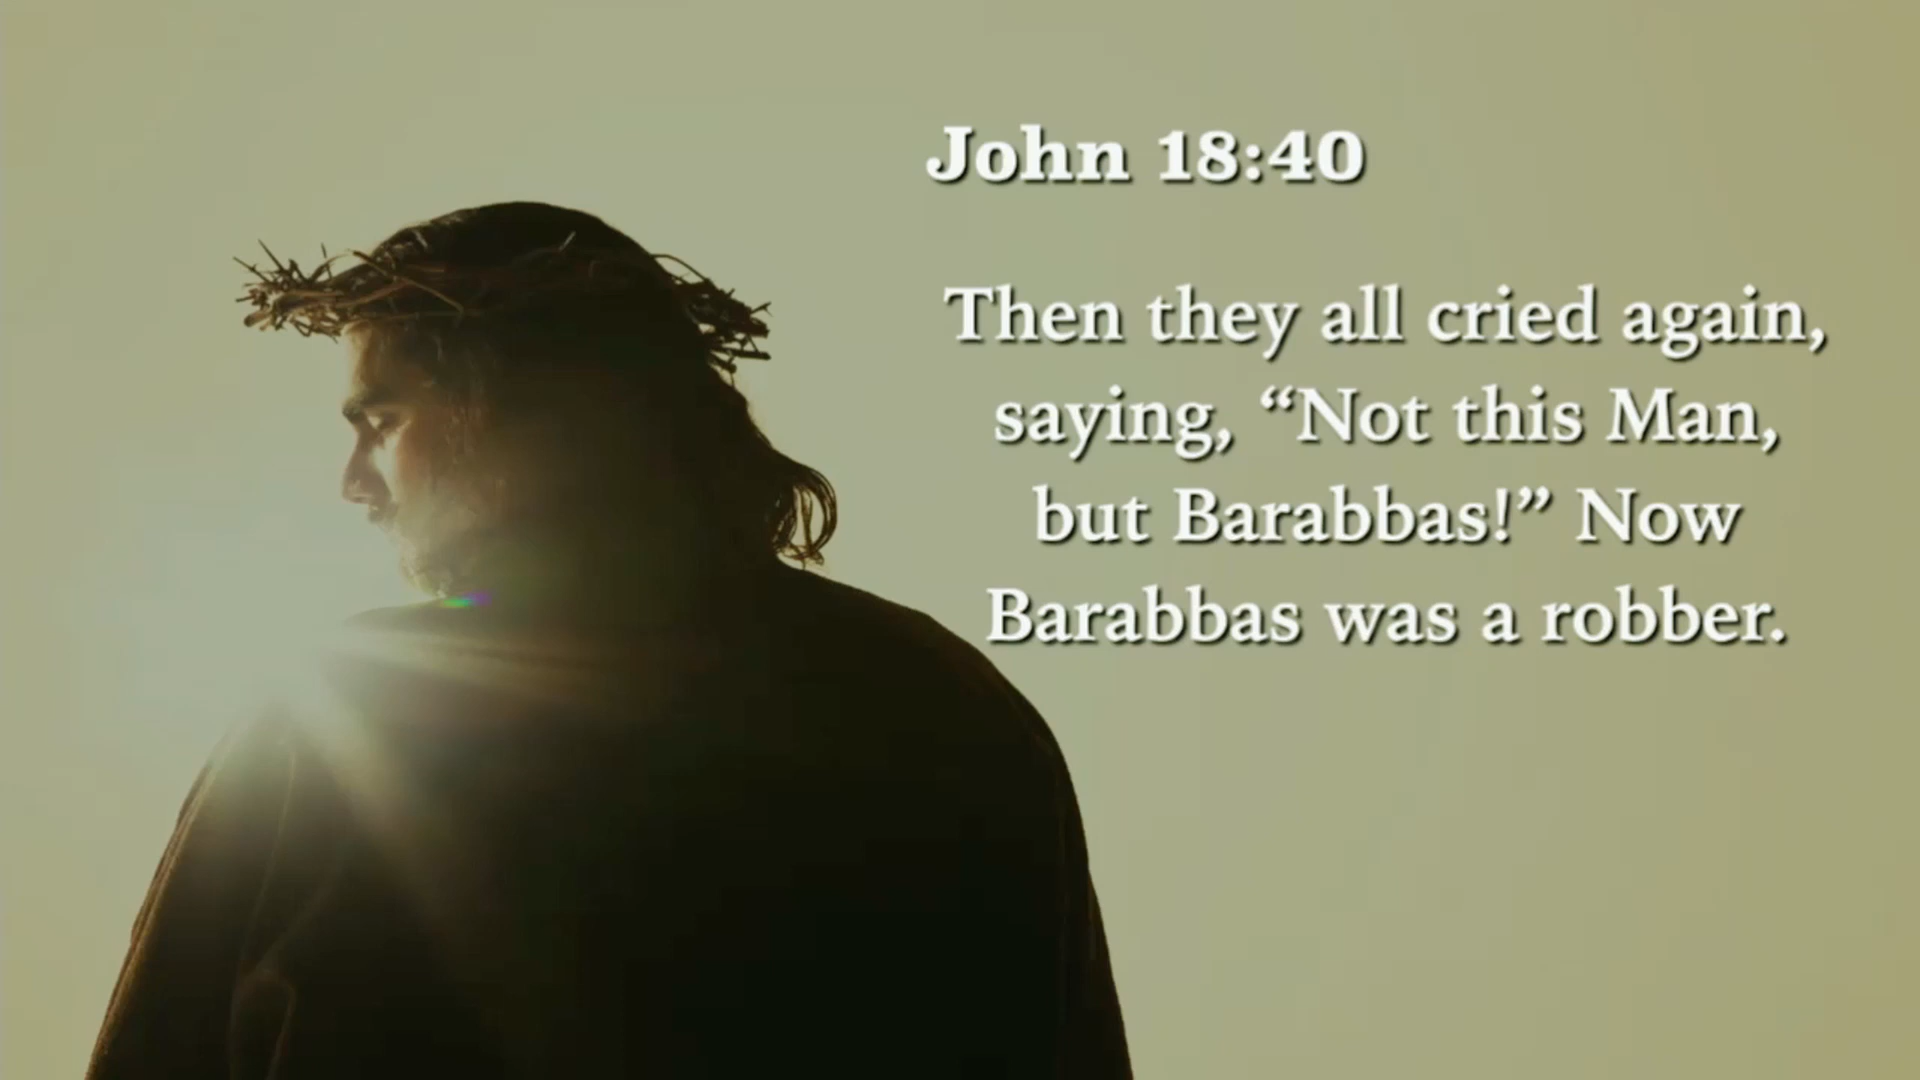 John 18:40
Then they all cried again,
saying, “Not this Man,
but Barabbas!” Now
Barabbas was a robber.